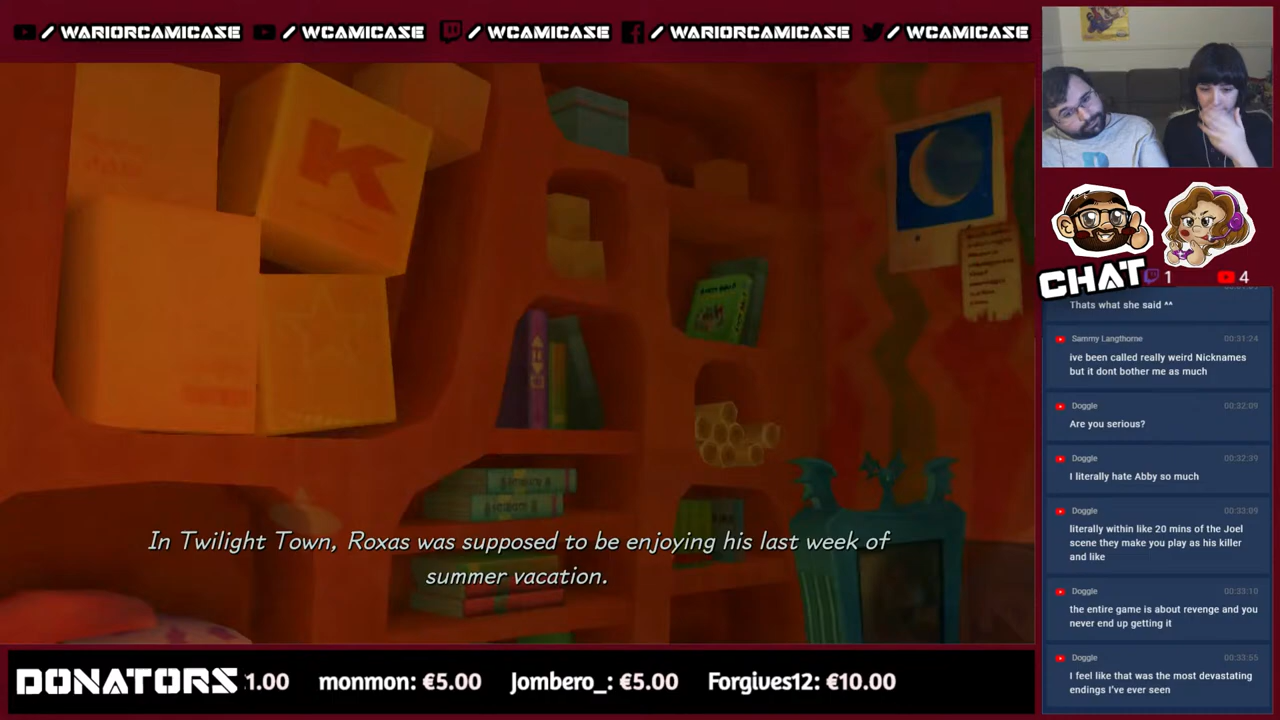 / WARIORCAMICASE / WCAMICASE / WCAMICASE / WARIORCAMICASE / WCAMICASE
K
In Twilight Town, Roxas was supposed to be enjoying his last week of
summer vacation.
CHAT 1 4
Thats what she said ^^
Sammy Langthorne 00:31:24
ive been called really weird Nicknames
but it dont bother me as much
Doggle 00:32:09
Are you serious?
Doggle 00:32:39
I literally hate Abby so much
Doggle 00:33:09
literally within like 20 mins of the Joel
scene they make you play as his killer
and like
Doggle 00:33:10
the entire game is about revenge and you
never end up getting it
Doggle 00:33:55
I feel like that was the most devastating
endings I've ever seen
DONATORS 1.00 monmon: €5.00 Jombero_: €5.00 Forgives12: €10.00